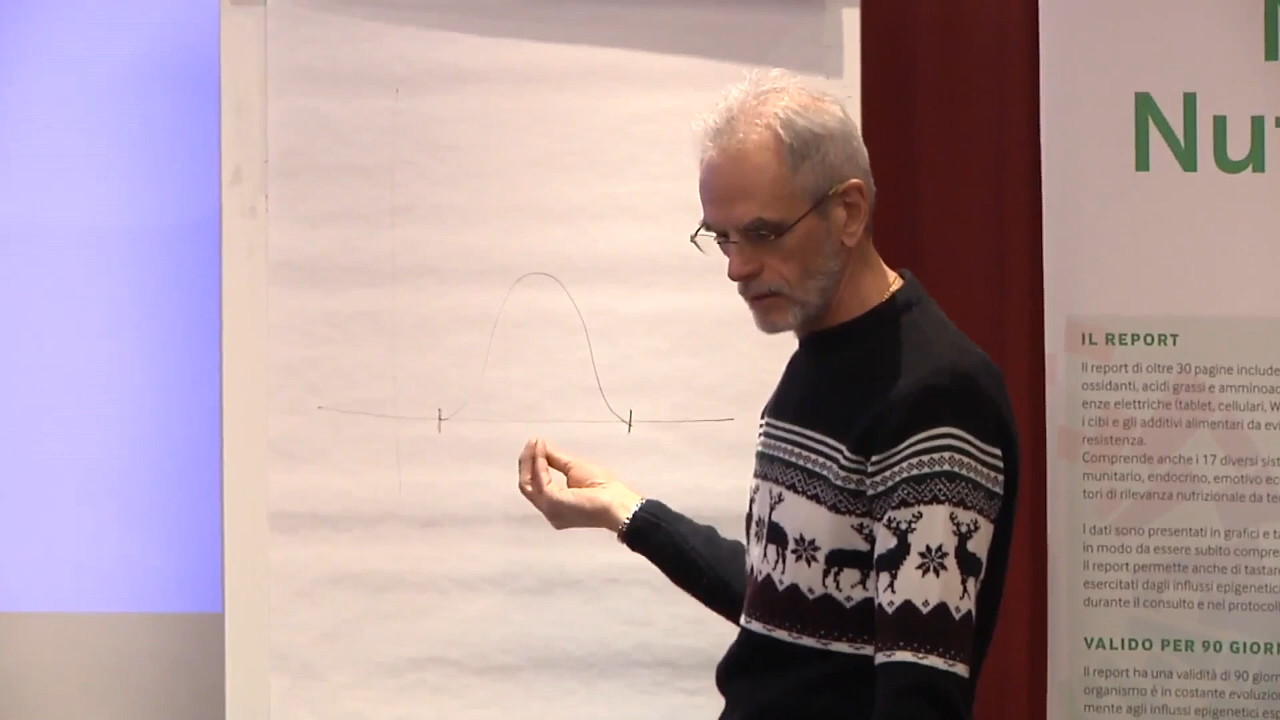 IL REPORT
Il report di oltre 30 pagine include
ossidanti, acidi grassi e amminoac
enze elettriche (tablet, cellulari, W
i cibi e gli additivi alimentari da evi
resistenza.
Comprende anche i 17 diversi sist
munitario, endocrino, emotivo ec
tori di rilevanza nutrizionale da te
I dati sono presentati in grafici e ta
in modo da essere subito compre
Il report permette anche di tastar
esercitati dagli influssi epigenetic
durante il consulto e nel protocoll
VALIDO PER 90 GIOR
Il report ha una validità di 90 giorn
organismo è in costante evoluzio
mente agli influssi epigenetici es